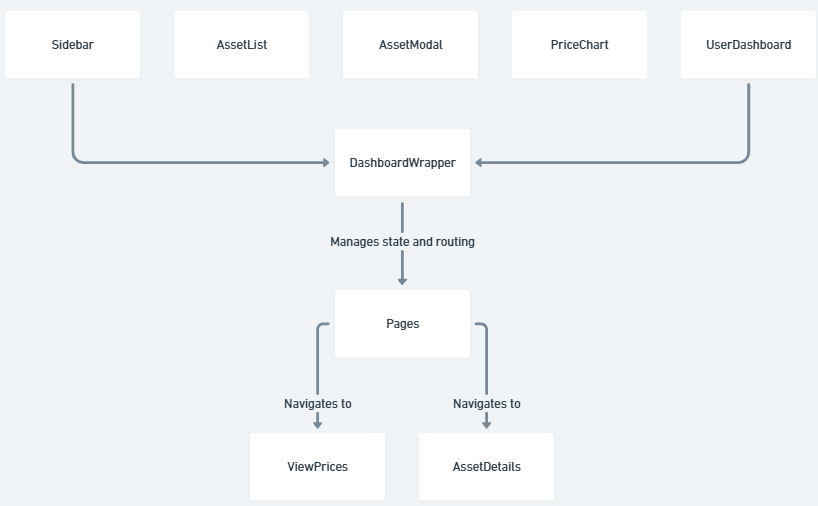 Sidebar
AssetList
AssetModal
PriceChart
UserDashboard
DashboardWrapper
Manages state and routing
Pages
Navigates to
Navigates to
ViewPrices
AssetDetails